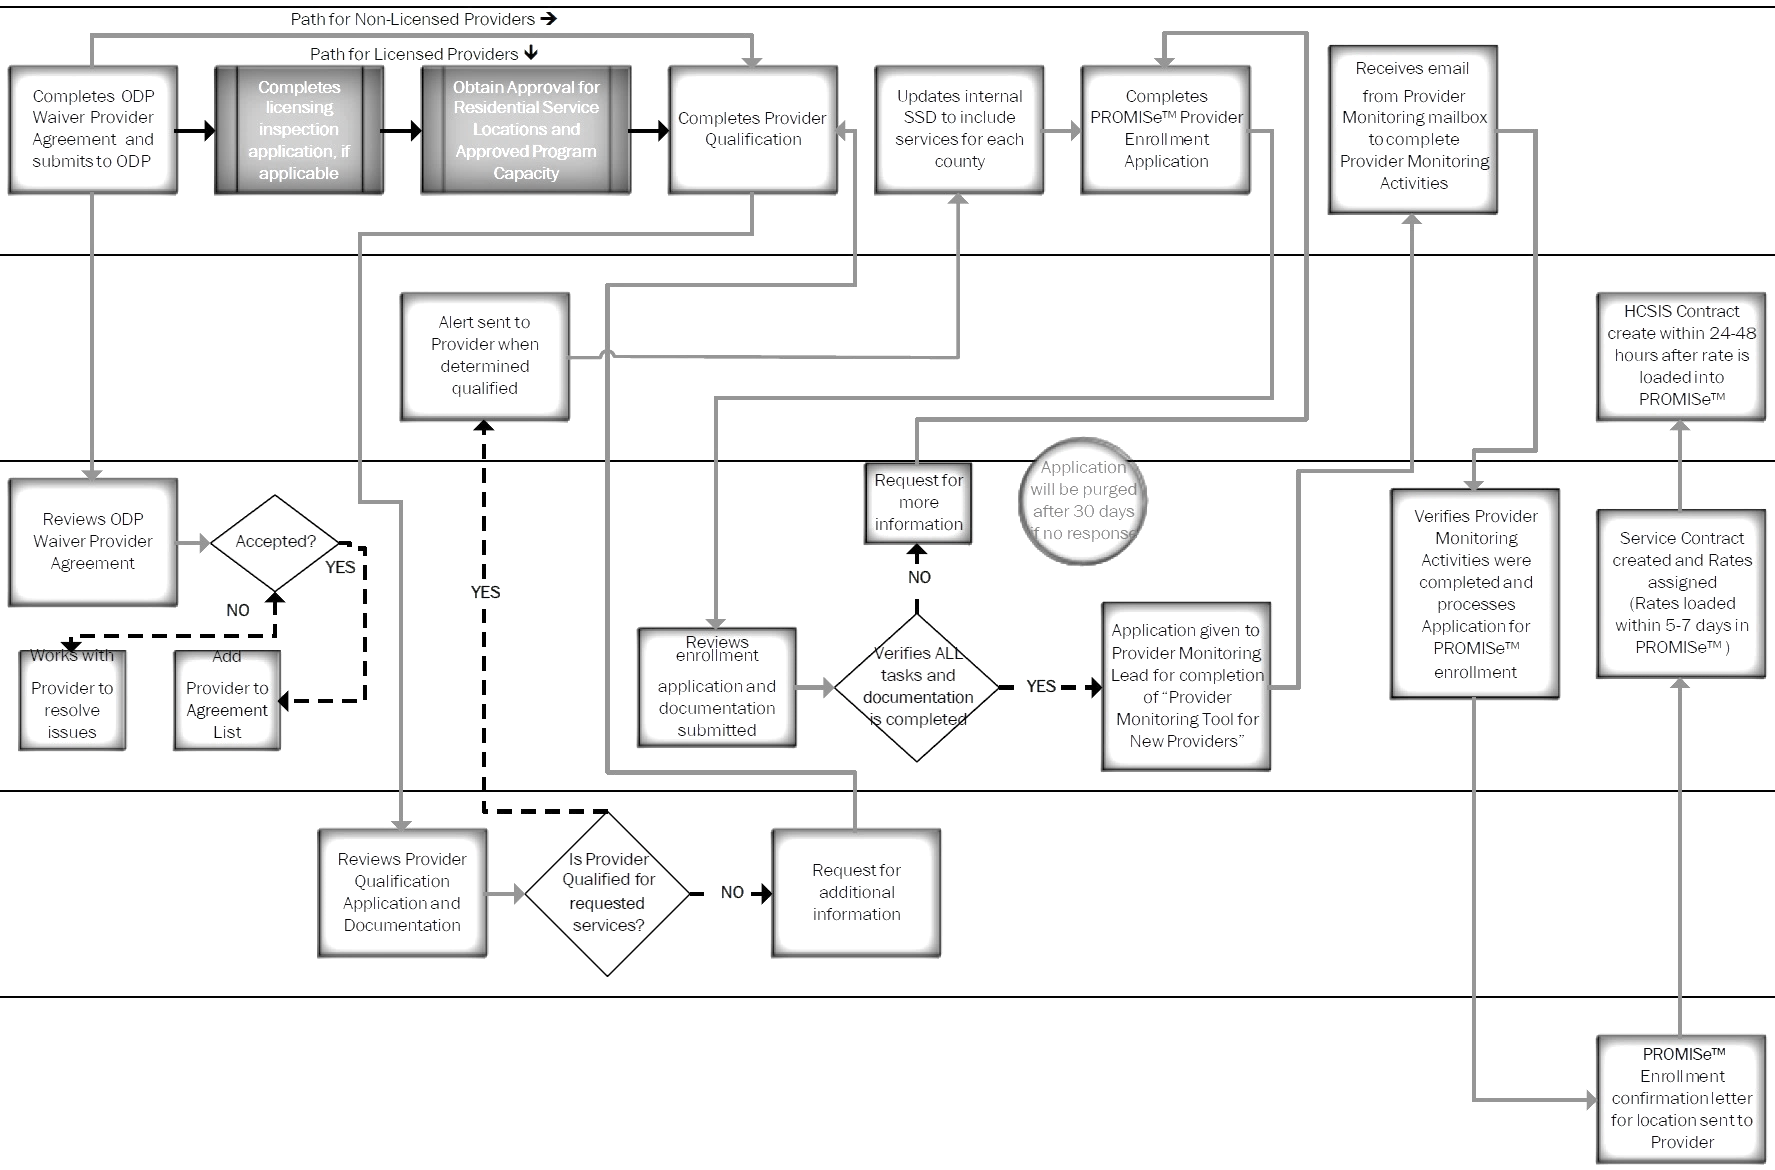 Path for Non-Licensed Providers →
Path for Licensed Providers ↓
Completes ODP
Waiver Provider
Agreement and
submits to ODP
Completes
licensing
inspection
application, if
applicable
Obtain Approval for
Residential Service
Locations and
Approved Program
Capacity
Completes Provider
Qualification
Updates internal
SSD to include
services for each
county
Completes
PROMISe™ Provider
Enrollment
Application
Receives email
from Provider
Monitoring mailbox
to complete
Provider Monitoring
Activities
Alert sent to
Provider when
determined
qualified
HCSIS Contract
create within 24-48
hours after rate is
loaded into
PROMISe™
Reviews ODP
Waiver Provider
Agreement
Accepted?
YES
NO
Works with
Provider to
resolve
issues
Add
Provider to
Agreement
List
YES
Request for
more
information
Application
will be purged
after 30 days
if no response
NO
Reviews
enrollment
application and
documentation
submitted
Verifies ALL
tasks and
documentation
is completed
YES
Application given to
Provider Monitoring
Lead for completion
of “Provider
Monitoring Tool for
New Providers”
Verifies Provider
Monitoring
Activities were
completed and
processes
Application for
PROMISe™
enrollment
Service Contract
created and Rates
assigned
(Rates loaded
within 5-7 days in
PROMISe™ )
Reviews Provider
Qualification
Application and
Documentation
Is Provider
Qualified for
requested
services?
NO
Request for
additional
information
PROMISe™
Enrollment
confirmation letter
for location sent to
Provider